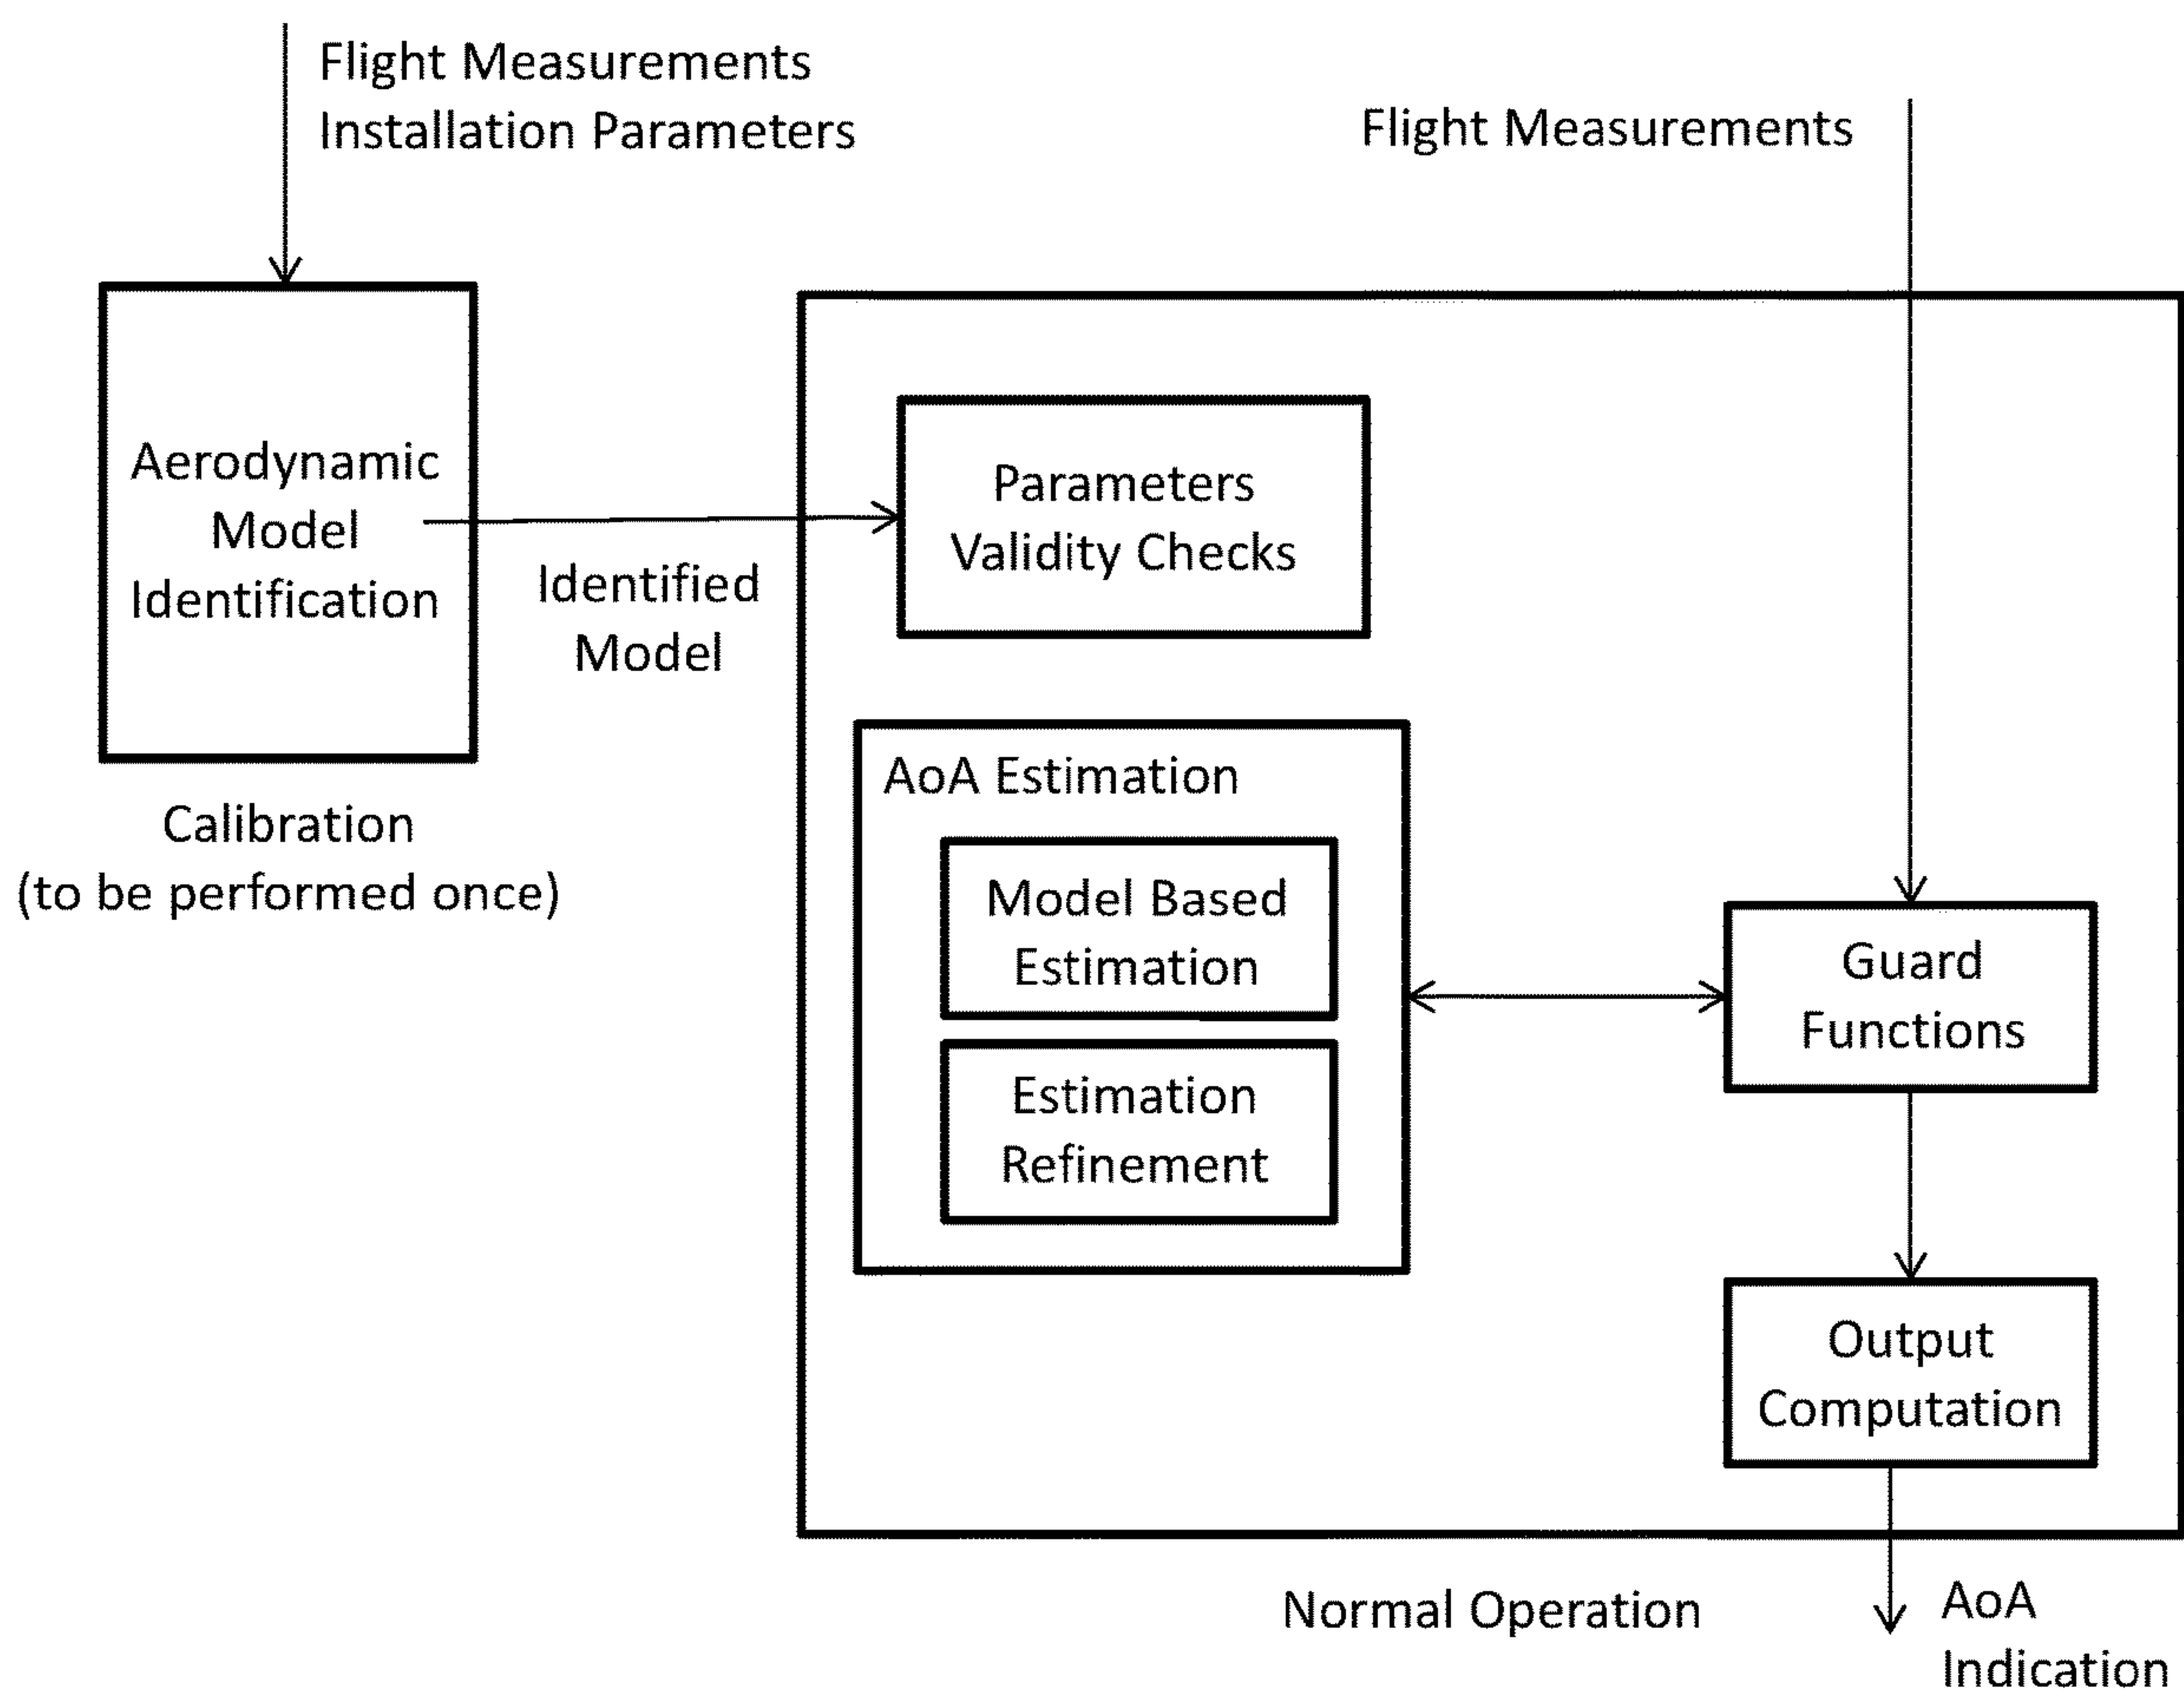 Flight Measurements
Installation Parameters
Flight Measurements
Aerodynamic
Model
Identification
Identified
Model
Calibration
(to be performed once)
Parameters
Validity Checks
AoA Estimation
Model Based
Estimation
Estimation
Refinement
Guard
Functions
Output
Computation
Normal Operation
AoA
Indication